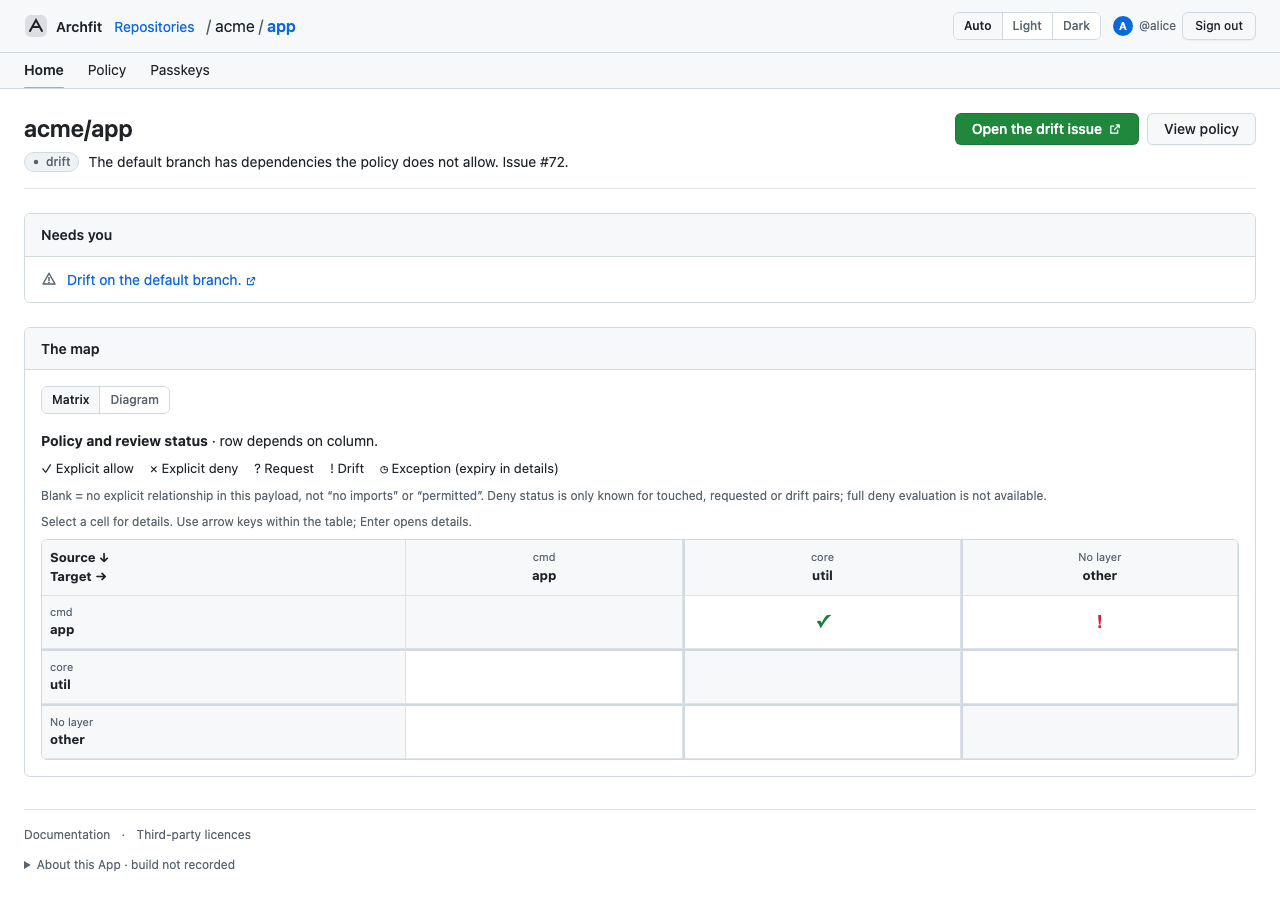 Archfit Repositories / acme / app
Auto Light Dark A @alice Sign out
Home Policy Passkeys
acme/app
Open the drift issue View policy
drift The default branch has dependencies the policy does not allow. Issue #72.
Needs you
Drift on the default branch.
The map
Matrix Diagram
Policy and review status · row depends on column.
✓ Explicit allow × Explicit deny ? Request ! Drift ◷ Exception (expiry in details)
Blank = no explicit relationship in this payload, not “no imports” or “permitted”. Deny status is only known for touched, requested or drift pairs; full deny evaluation is not available.
Select a cell for details. Use arrow keys within the table; Enter opens details.
Source ↓
Target →
cmd
app
core
util
No layer
other
cmd
app
✓
!
core
util
No layer
other
Documentation · Third-party licences
▶ About this App · build not recorded